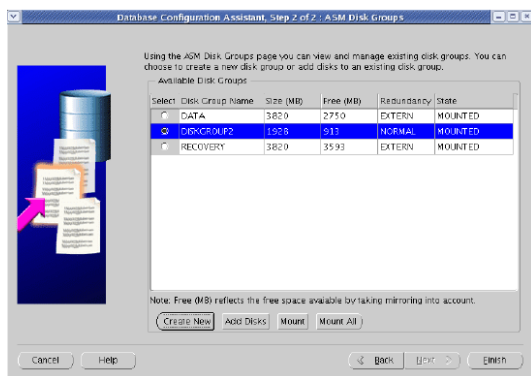 Database Configuration Assistant, Step 2 of 2 : ASM Disk Groups
Using the ASM Disk Groups page you can view and manage existing disk groups. You can
choose to create a new disk group or add disks to an existing disk group.
Available Disk Groups
Select Disk Group Name Size (MB) Free (MB) Redundancy State
DATA 3820 2750 EXTERN MOUNTED
DISKGROUP2 1928 913 NORMAL MOUNTED
RECOVERY 3820 3593 EXTERN MOUNTED
Note: Free (MB) reflects the free space available by taking mirroring into account.
Create New Add Disks Mount Mount All
Cancel Help Back Next Finish